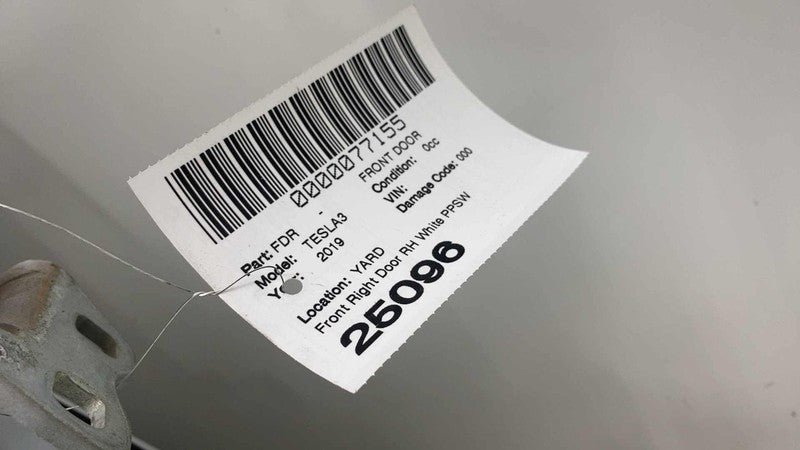 0000077155
Part: FDR - FRONT DOOR
Model: TESLA3 Condition: 0cc
2019 VIN:
Damage Code: 000
Location: YARD
Front Right Door RH White PPSW
25096